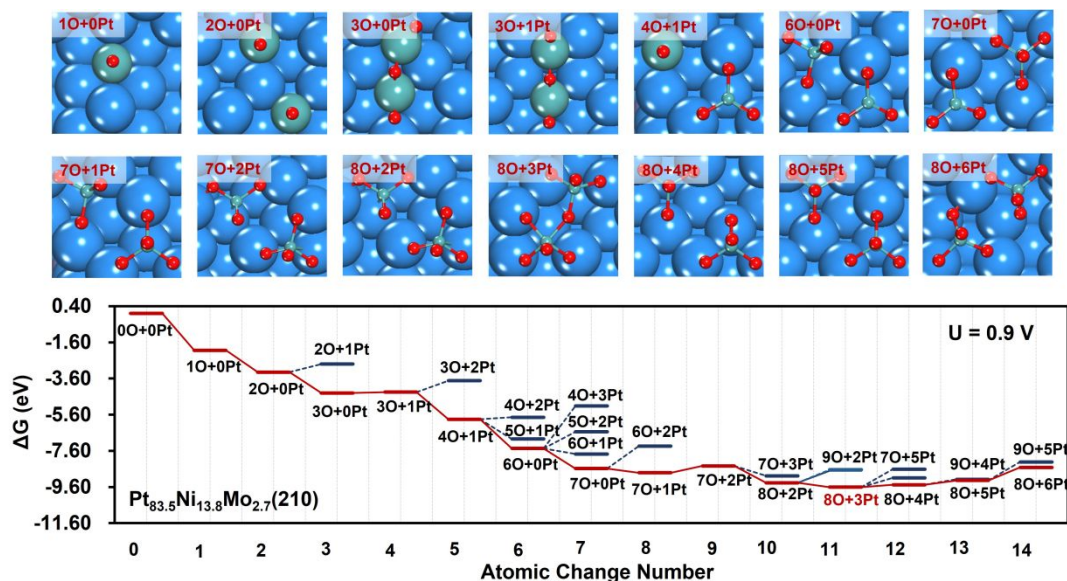 1O+0Pt
2O+0Pt
3O+0Pt
3O+1Pt
4O+1Pt
6O+0Pt
7O+0Pt
7O+1Pt
7O+2Pt
8O+2Pt
8O+3Pt
8O+4Pt
8O+5Pt
8O+6Pt
0.40
-1.60
-3.60
-5.60
-7.60
-9.60
-11.60
ΔG (eV)
U = 0.9 V
0O+0Pt
1O+0Pt
2O+0Pt
2O+1Pt
3O+0Pt
3O+1Pt
3O+2Pt
4O+1Pt
4O+2Pt
5O+1Pt
6O+0Pt
4O+3Pt
5O+2Pt
6O+1Pt
7O+0Pt
6O+2Pt
7O+1Pt
7O+2Pt
7O+3Pt
8O+2Pt
9O+2Pt
8O+3Pt
7O+5Pt
8O+4Pt
9O+4Pt
8O+5Pt
9O+5Pt
8O+6Pt
Pt83.5Ni13.8Mo2.7(210)
0 1 2 3 4 5 6 7 8 9 10 11 12 13 14
Atomic Change Number